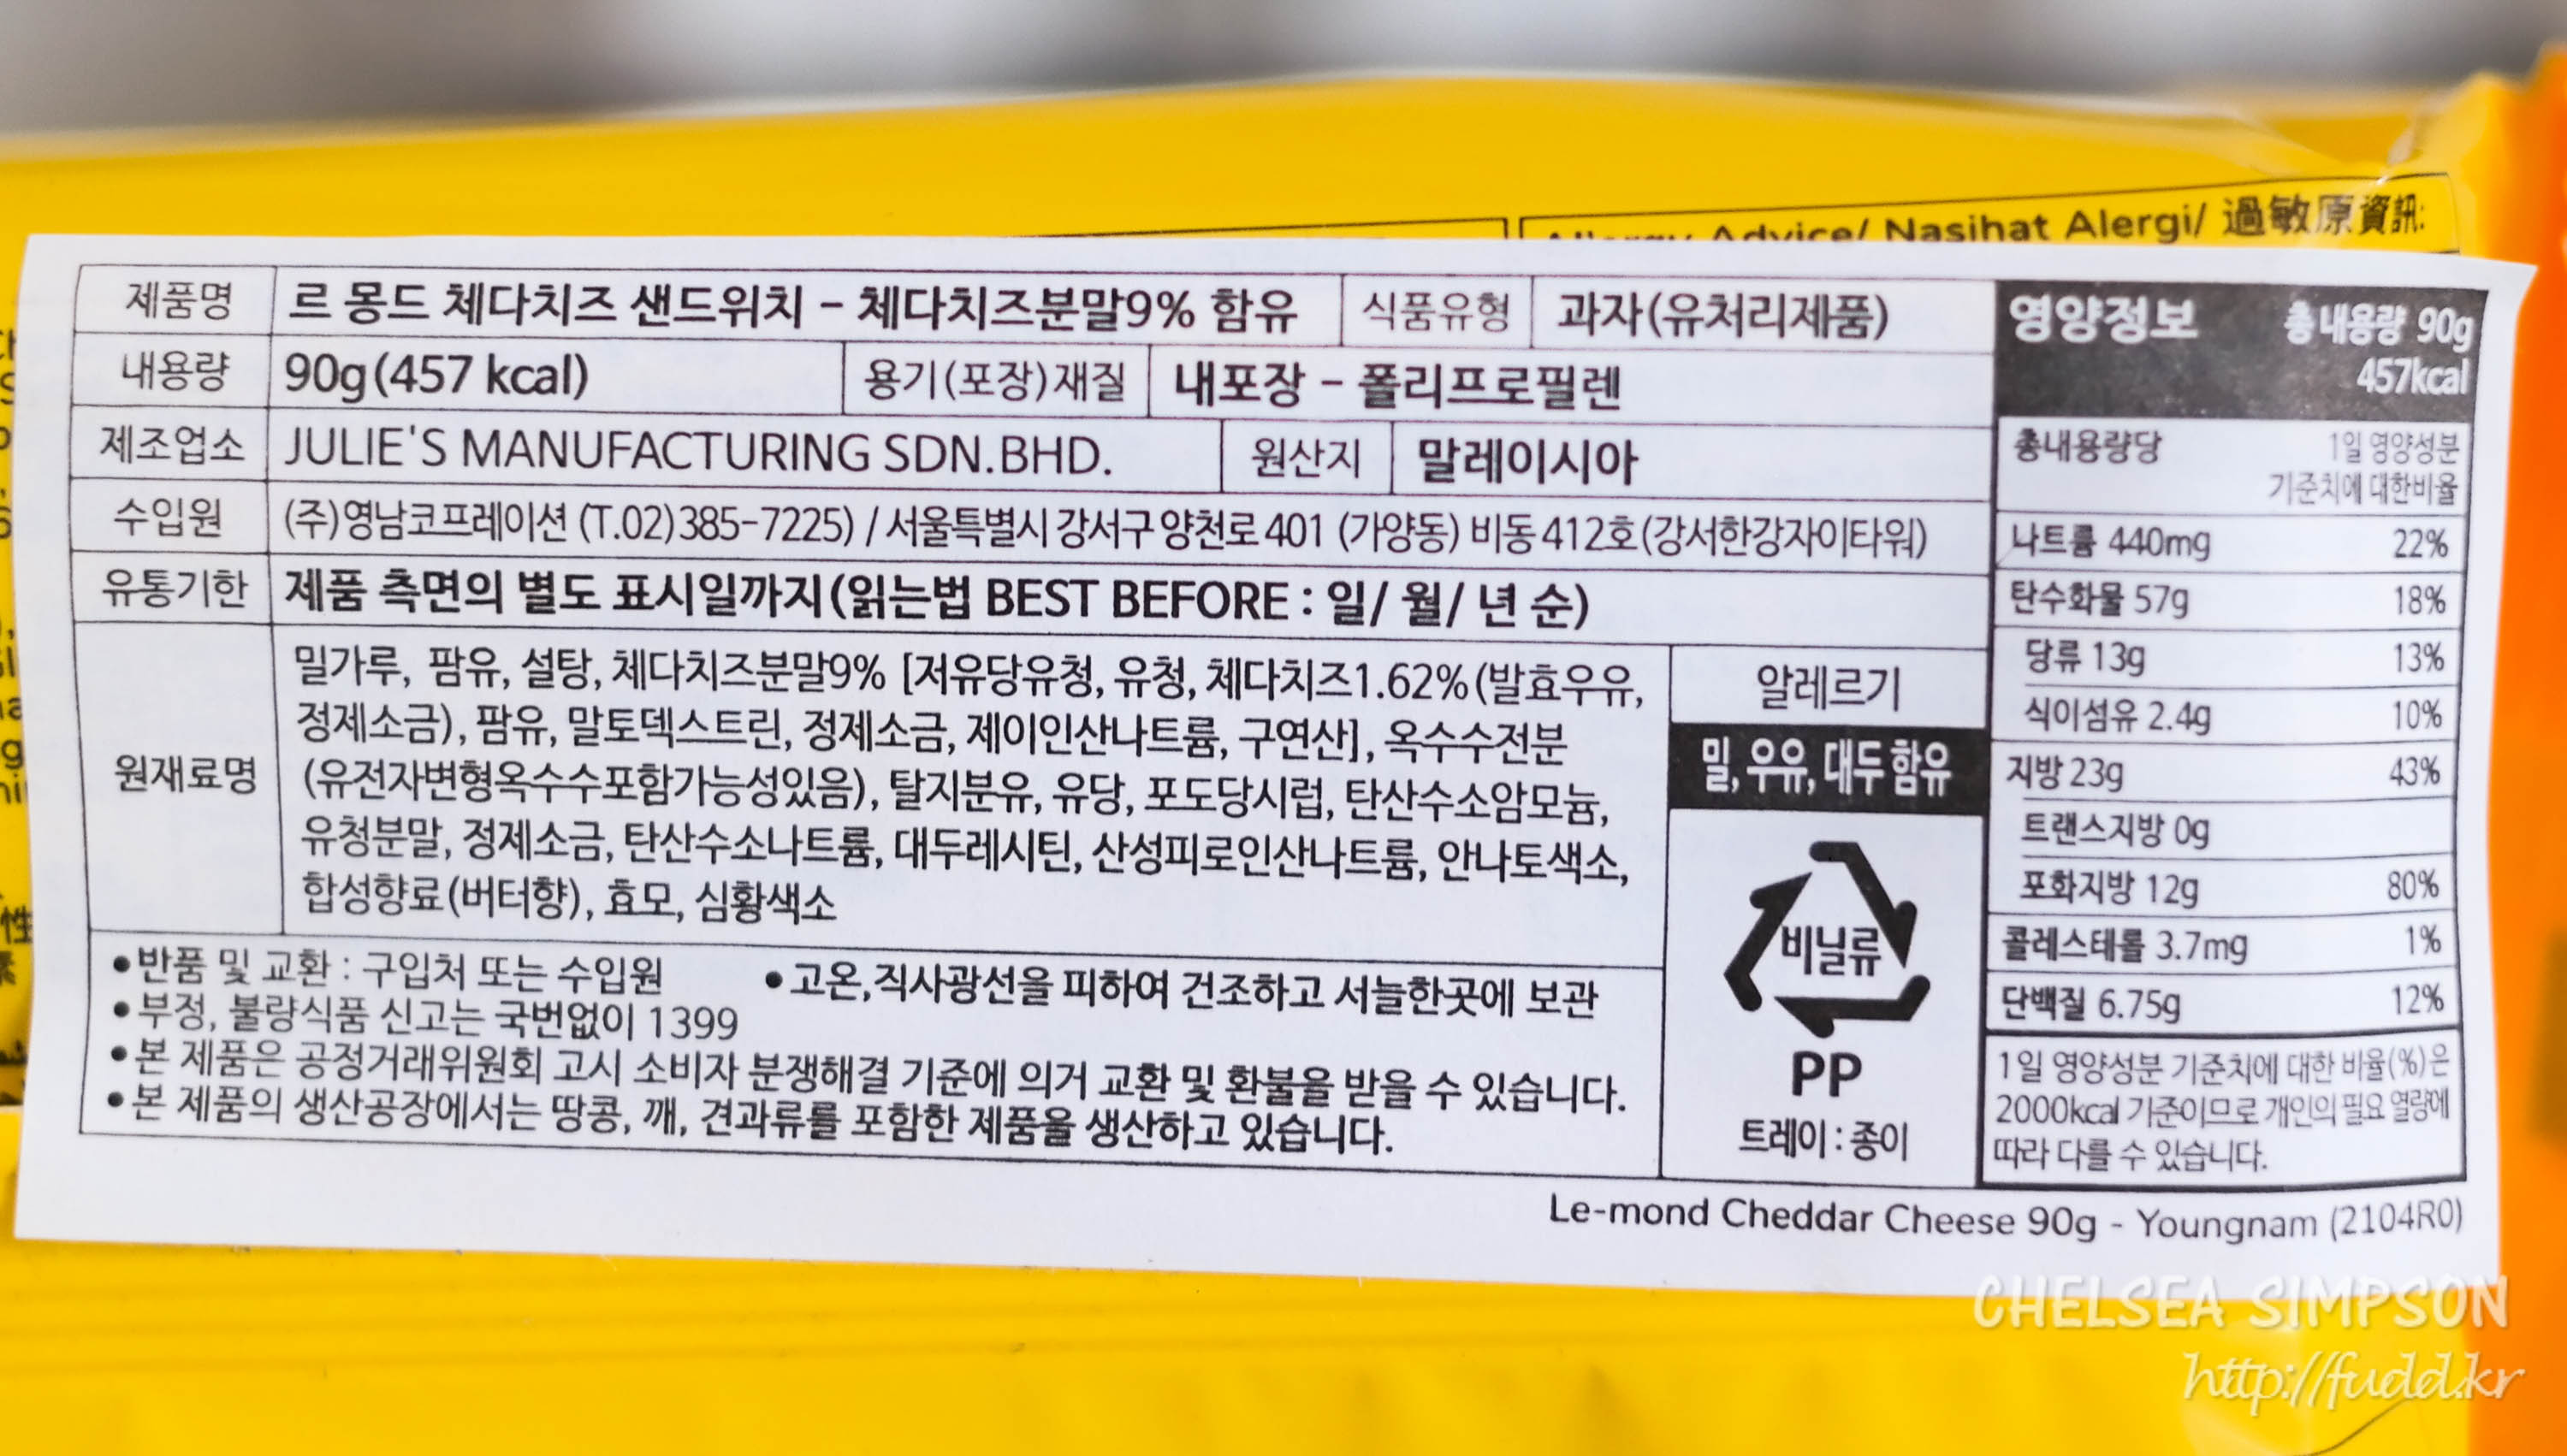 Advice/ Nasihat Alergi/ 過敏原資訊:
제품명 르 몽드 체다치즈 샌드위치 - 체다치즈분말9% 함유 식품유형 과자(유처리제품)
내용량 90g(457 kcal) 용기(포장)재질 내포장 - 폴리프로필렌
제조업소 JULIE'S MANUFACTURING SDN.BHD. 원산지 말레이시아
수입원 (주)영남코프레이션 (T.02)385-7225) / 서울특별시 강서구 양천로 401 (가양동) 비동 412호(강서한강자이타워)
유통기한 제품 측면의 별도 표시일까지(읽는법 BEST BEFORE : 일/ 월/ 년 순)
원재료명
밀가루, 팜유, 설탕, 체다치즈분말9% [저유당유청, 유청, 체다치즈1.62%(발효우유,
정제소금), 팜유, 말토덱스트린, 정제소금, 제이인산나트륨, 구연산], 옥수수전분
(유전자변형옥수수포함가능성있음), 탈지분유, 유당, 포도당시럽, 탄산수소암모늄,
유청분말, 정제소금, 탄산수소나트륨, 대두레시틴, 산성피로인산나트륨, 안나토색소,
합성향료(버터향), 효모, 심황색소
알레르기
밀, 우유, 대두 함유
비닐류
PP
트레이 : 종이
•반품 및 교환 : 구입처 또는 수입원 •고온,직사광선을 피하여 건조하고 서늘한곳에 보관
•부정, 불량식품 신고는 국번없이 1399
•본 제품은 공정거래위원회 고시 소비자 분쟁해결 기준에 의거 교환 및 환불을 받을 수 있습니다.
•본 제품의 생산공장에서는 땅콩, 깨, 견과류를 포함한 제품을 생산하고 있습니다.
영양정보 총내용량 90g
457kcal
총내용량당 1일 영양성분
기준치에 대한비율
나트륨 440mg 22%
탄수화물 57g 18%
당류 13g 13%
식이섬유 2.4g 10%
지방 23g 43%
트랜스지방 0g
포화지방 12g 80%
콜레스테롤 3.7mg 1%
단백질 6.75g 12%
1일 영양성분 기준치에 대한 비율(%)은
2000kcal 기준이므로 개인의 필요 열량에
따라 다를 수 있습니다.
Le-mond Cheddar Cheese 90g - Youngnam (2104R0)
CHELSEA SIMPSON
http://fudd.kr